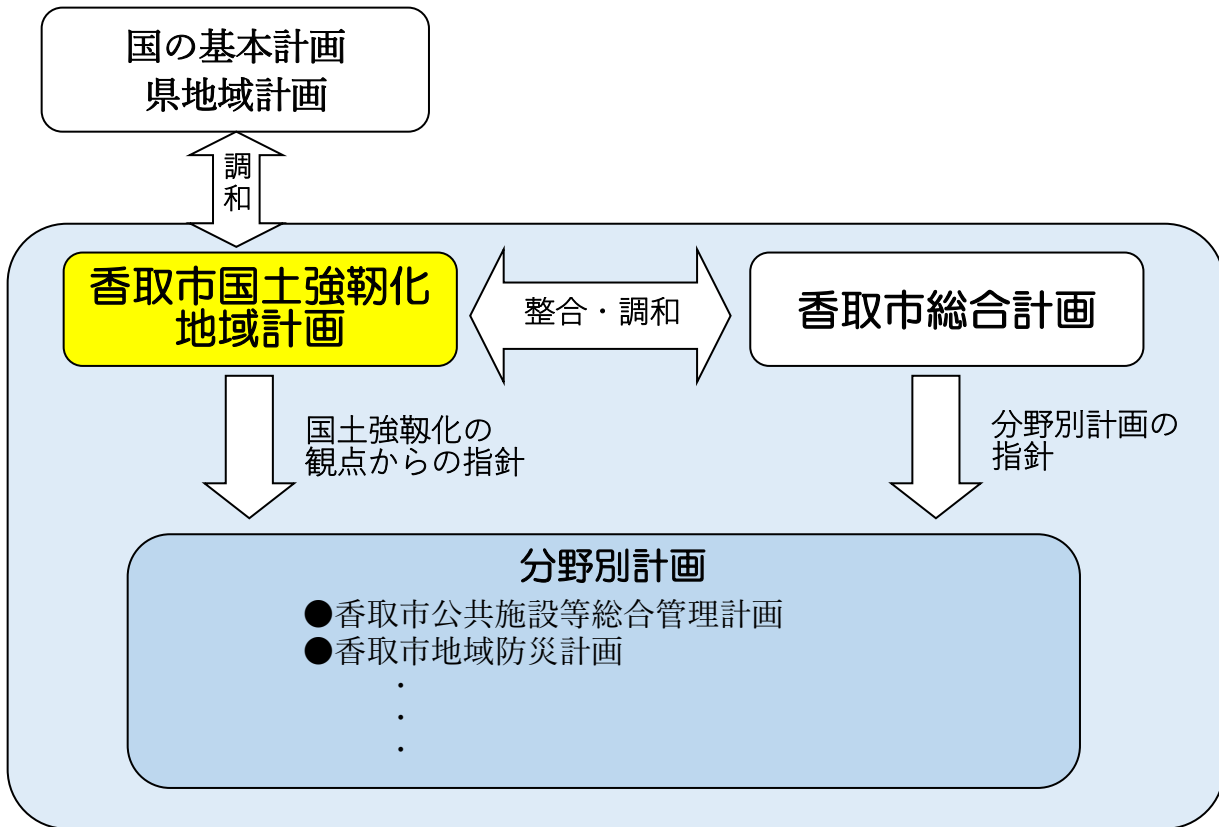 国の基本計画
県地域計画
調
和
香取市国土強靭化
地域計画
整合・調和
香取市総合計画
国土強靱化の
観点からの指針
分野別計画の
指針
分野別計画
●香取市公共施設等総合管理計画
●香取市地域防災計画
・
・
・